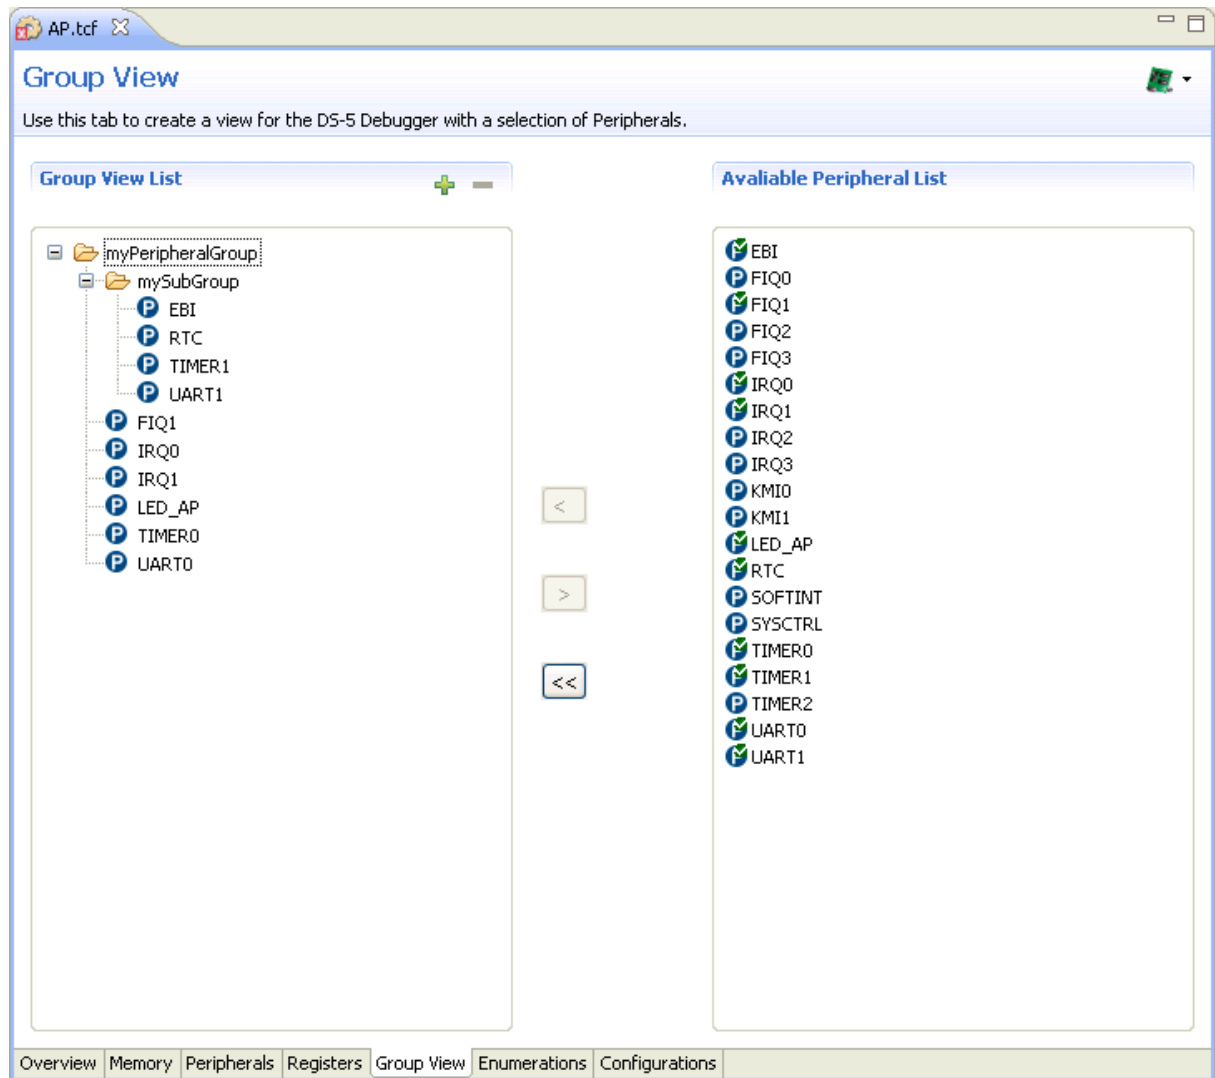 AP.tcf
Group View
Use this tab to create a view for the DS-5 Debugger with a selection of Peripherals.
Group View List
myPeripheralGroup
mySubGroup
P EBI
P RTC
P TIMER1
P UART1
P FIQ1
P IRQ0
P IRQ1
P LED_AP
P TIMER0
P UART0
<
>
<<
Avaliable Peripheral List
P EBI
P FIQ0
P FIQ1
P FIQ2
P FIQ3
P IRQ0
P IRQ1
P IRQ2
P IRQ3
P KMI0
P KMI1
P LED_AP
P RTC
P SOFTINT
P SYSCTRL
P TIMER0
P TIMER1
P TIMER2
P UART0
P UART1
Overview Memory Peripherals Registers Group View Enumerations Configurations